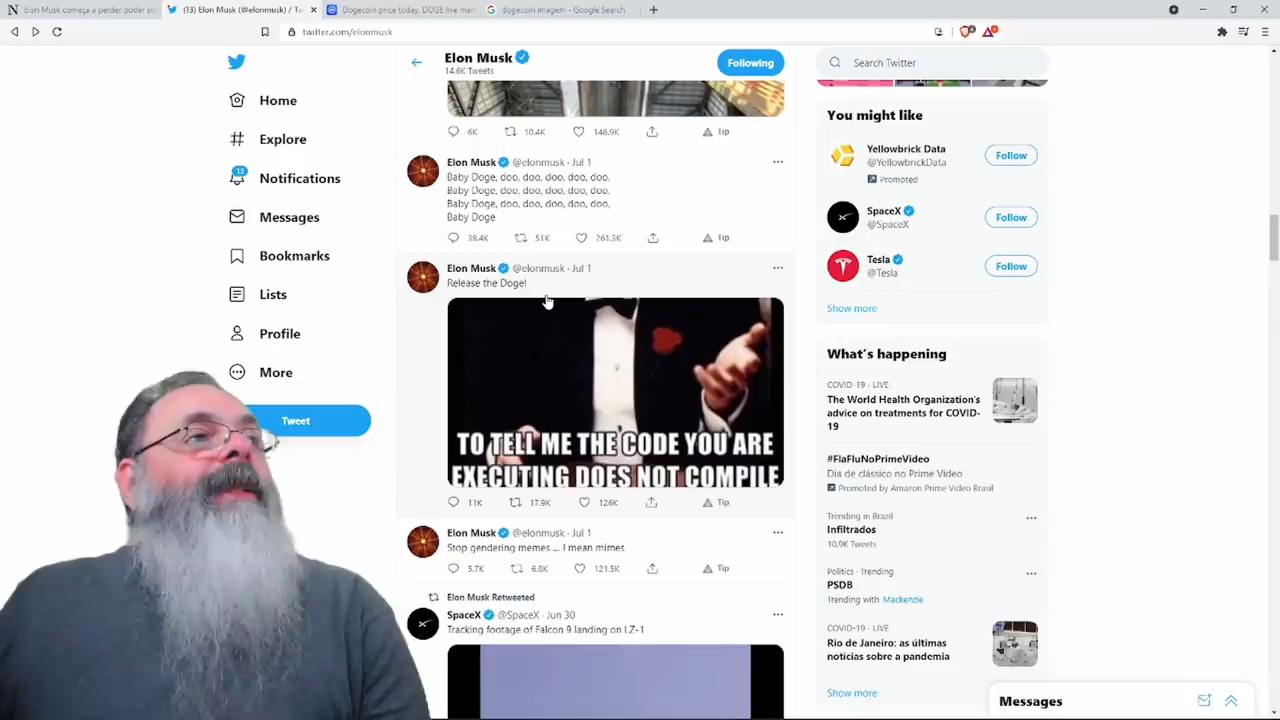 Elon Musk começa a perder poder so
(13) Elon Musk (@elonmusk) / Tw
Dogecoin price today, DOGE live mar
dogecoin imagem - Google Search
twitter.com/elonmusk
Home
Explore
13
Notifications
Messages
Bookmarks
Lists
Profile
More
Tweet
Elon Musk
14.6K Tweets
Following
6K 10.4K 146.9K Tip
Elon Musk @elonmusk · Jul 1
Baby Doge, doo, doo, doo, doo, doo,
Baby Doge, doo, doo, doo, doo, doo,
Baby Doge, doo, doo, doo, doo, doo,
Baby Doge
38.4K 51K 261.3K Tip
Elon Musk @elonmusk · Jul 1
Release the Doge!
TO TELL ME THE CODE YOU ARE
EXECUTING DOES NOT COMPILE
11K 17.9K 126K Tip
Elon Musk @elonmusk · Jul 1
Stop gendering memes ... I mean mimes
5.7K 6.8K 121.5K Tip
Elon Musk Retweeted
SpaceX @SpaceX · Jun 30
Tracking footage of Falcon 9 landing on LZ-1
Search Twitter
You might like
Yellowbrick Data
@YellowbrickData
Follow
Promoted
SpaceX
@SpaceX
Follow
Tesla
@Tesla
Follow
Show more
What's happening
COVID-19 · LIVE
The World Health Organization's
advice on treatments for COVID-
19
#FlaFluNoPrimeVideo
Dia de clássico no Prime Video
Promoted by Amazon Prime Video Brasil
Trending in Brazil
Infiltrados
10.9K Tweets
Politics · Trending
PSDB
Trending with Mackenzie
COVID-19 · LIVE
Rio de Janeiro: as últimas
notícias sobre a pandemia
Show more
Messages